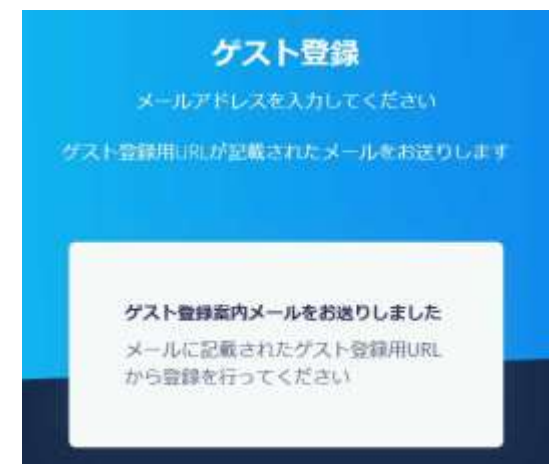 ゲスト登録
メールアドレスを入力してください
ゲスト登録用URLが記載されたメールをお送りします
ゲスト登録案内メールをお送りしました
メールに記載されたゲスト登録用URL
から登録を行ってください